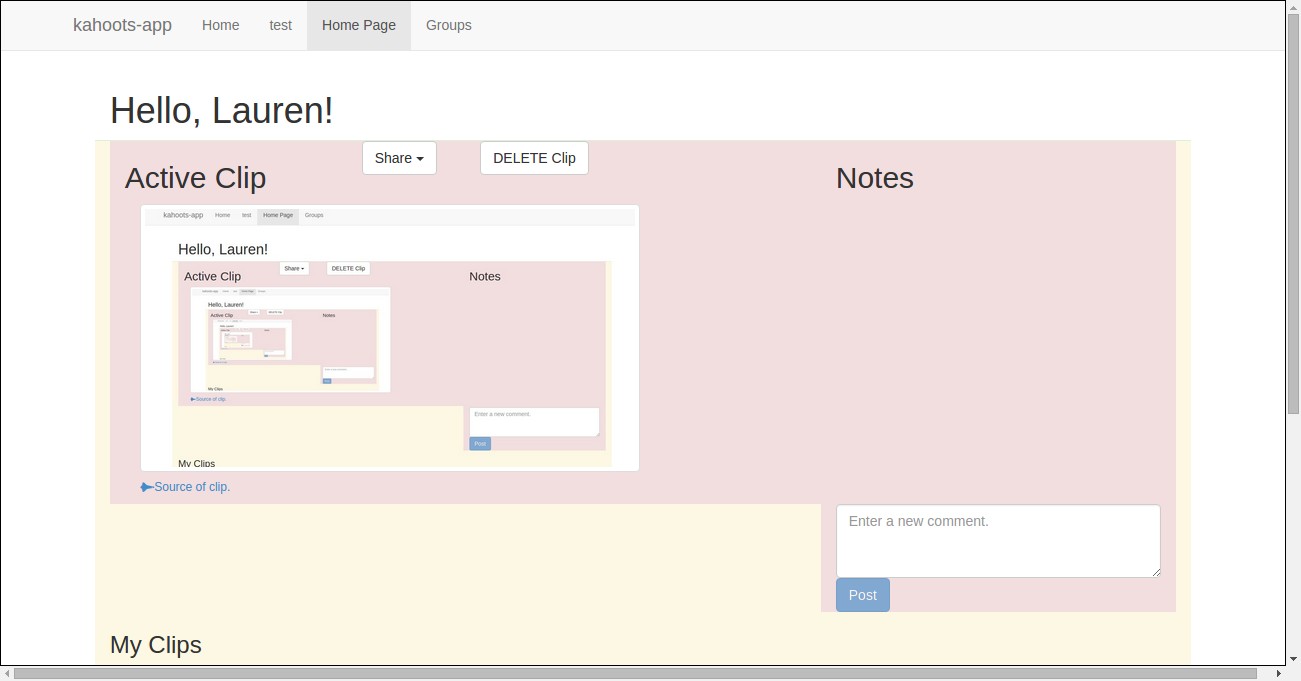 kahoots-app Home test Home Page Groups
Hello, Lauren!
Share DELETE Clip
Active Clip Notes
kahoots-app Home test Home Page Groups
Hello, Lauren!
Share DELETE Clip
Active Clip Notes
Hello, Lauren!
Active Clip Notes
My Clips
Source of clip.
Enter a new comment.
Post
My Clips
Source of clip.
Enter a new comment.
Post
My Clips